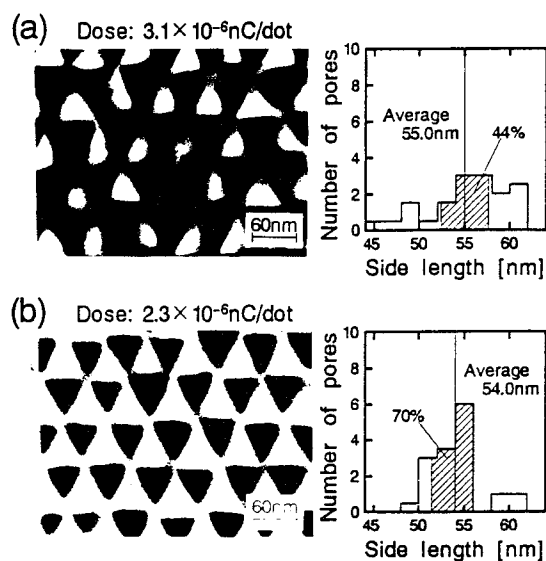 (a)
Dose: 3.1×10⁻⁶nC/dot
60nm
Number of pores
10
8
6
4
2
0
Average
55.0nm
44%
45 50 55 60
Side length [nm]
(b)
Dose: 2.3×10⁻⁶nC/dot
60nm
Number of pores
10
8
6
4
2
0
Average
54.0nm
70%
45 50 55 60
Side length [nm]